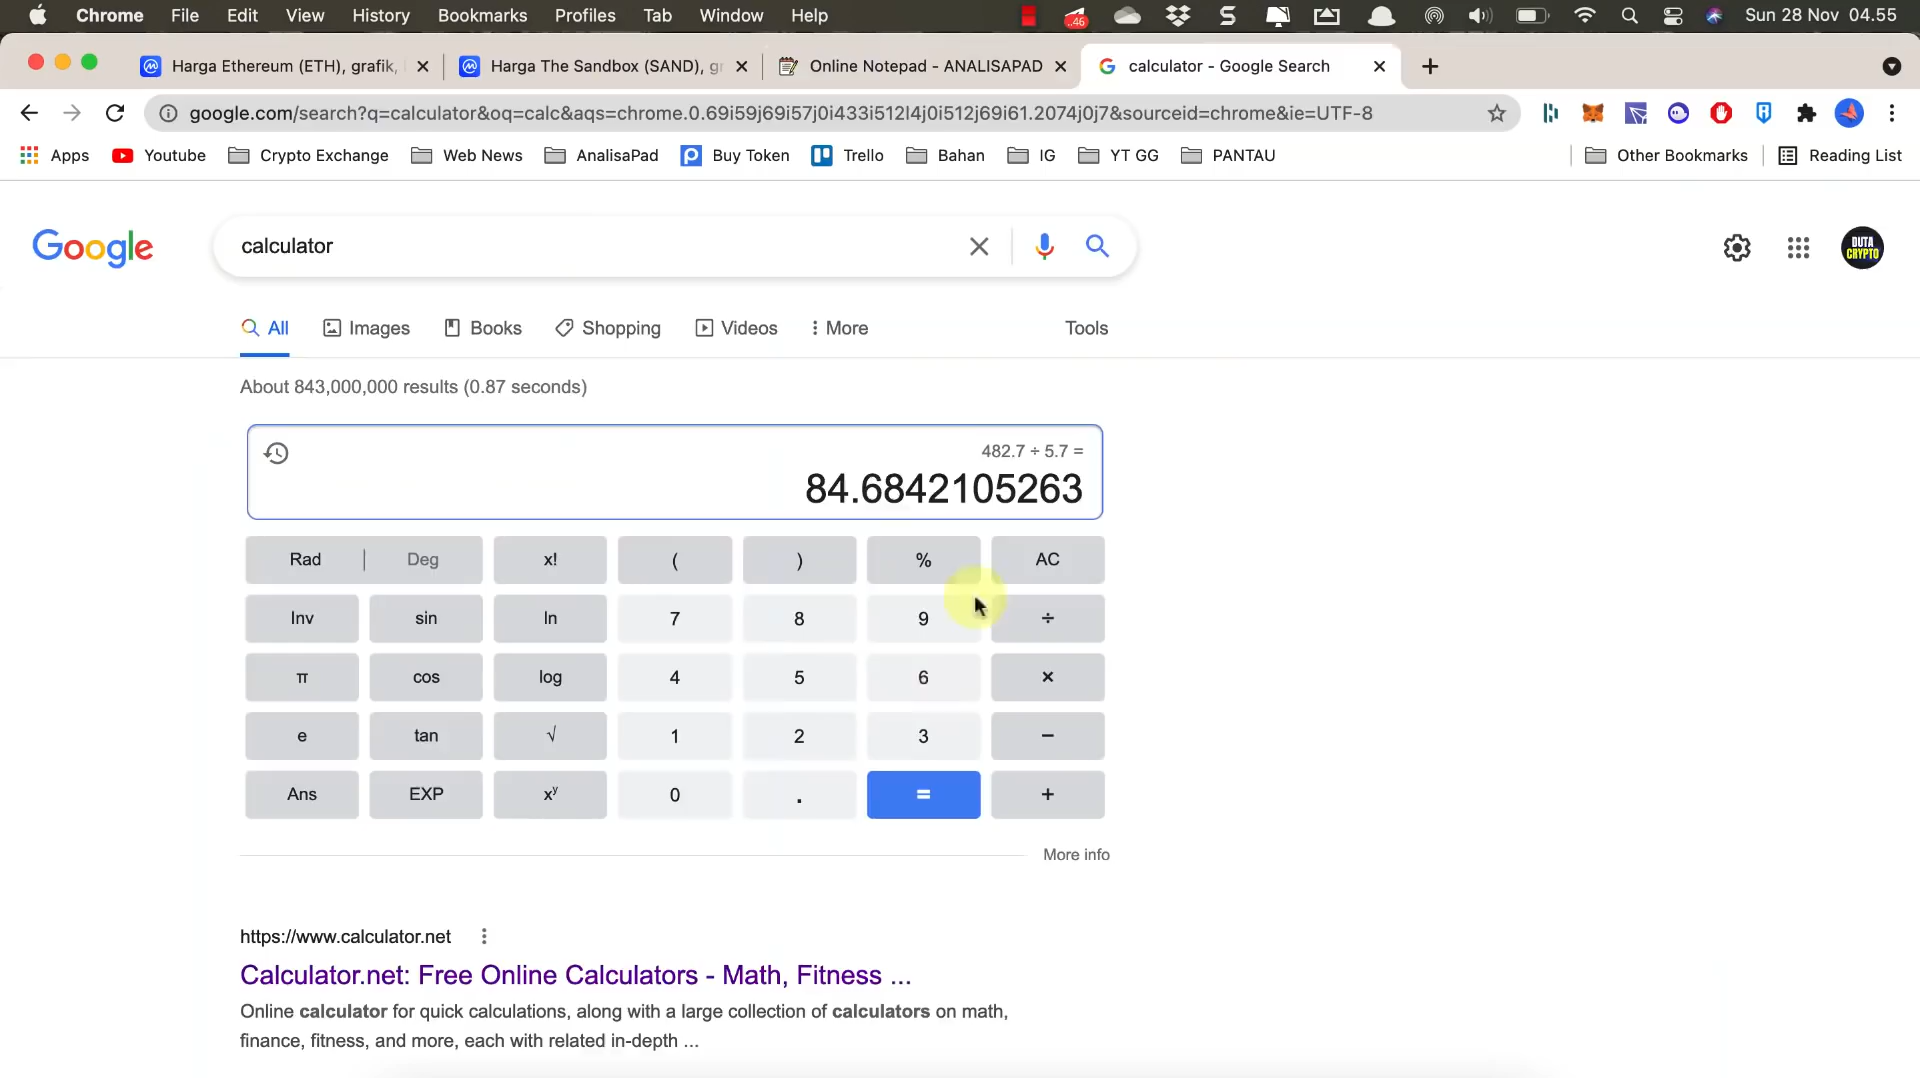 Chrome File Edit View History Bookmarks Profiles Tab Window Help ..46 Sun 28 Nov 04.55
Harga Ethereum (ETH), grafik, Harga The Sandbox (SAND), gr Online Notepad - ANALISAPAD calculator - Google Search
google.com/search?q=calculator&oq=calc&aqs=chrome.0.69i59j69i57j0i433i512l4j0i512j69i61.2074j0j7&sourceid=chrome&ie=UTF-8
Apps Youtube Crypto Exchange Web News AnalisaPad Buy Token Trello Bahan IG YT GG PANTAU Other Bookmarks Reading List
Google calculator DUTA CRYPTO
All Images Books Shopping Videos More Tools
About 843,000,000 results (0.87 seconds)
482.7 ÷ 5.7 =
84.6842105263
Rad | Deg x! ( ) % AC
Inv sin ln 7 8 9 ÷
π cos log 4 5 6 ×
e tan √ 1 2 3 −
Ans EXP xʸ 0 . = +
More info
https://www.calculator.net
Calculator.net: Free Online Calculators - Math, Fitness ...
Online calculator for quick calculations, along with a large collection of calculators on math,
finance, fitness, and more, each with related in-depth ...